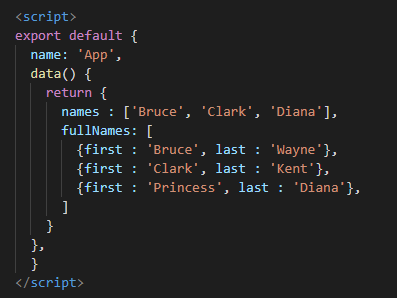 <script>
export default {
  name: 'App',
  data() {
    return {
      names : ['Bruce', 'Clark', 'Diana'],
      fullNames: [
        {first : 'Bruce', last : 'Wayne'},
        {first : 'Clark', last : 'Kent'},
        {first : 'Princess', last : 'Diana'},
      ]
    }
  },
  }
</script>